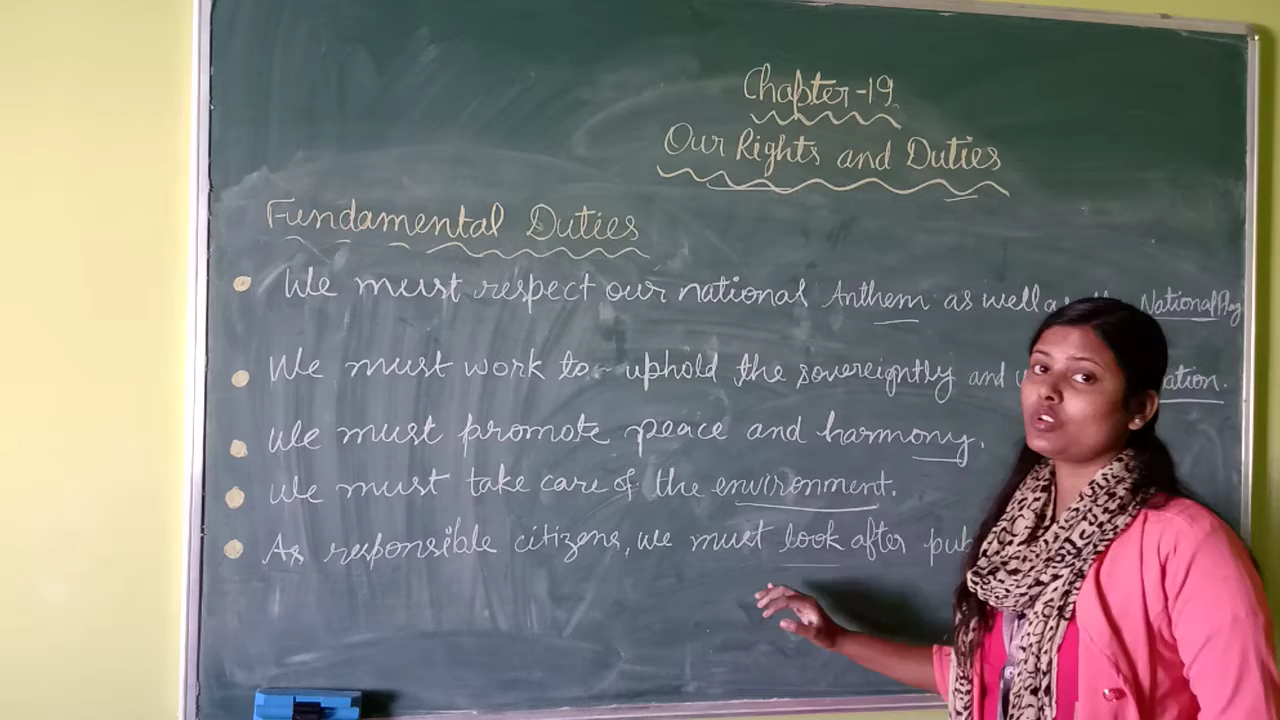 Chapter-19
Our Rights and Duties
Fundamental Duties
We must respect our national Anthem as well National Flag
We must work to uphold the sovereigntly and
We must promote peace and harmony.
We must take care of the environment.
As responsible citizens, we must look after